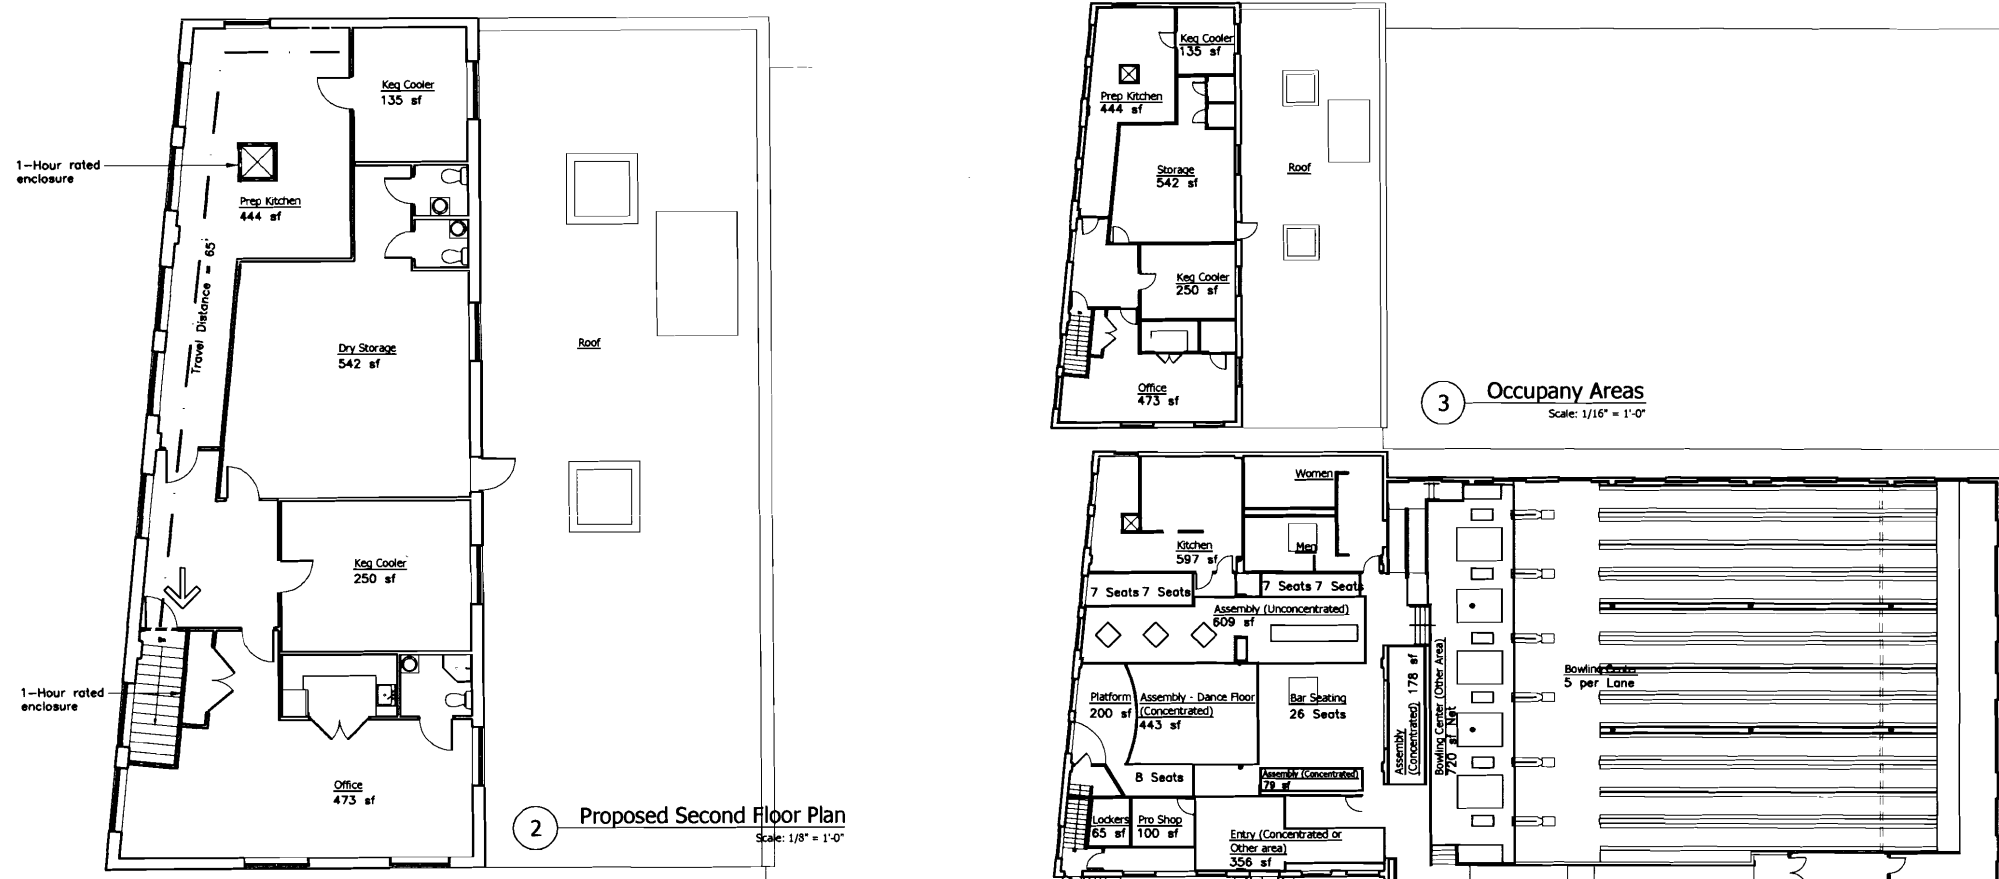 Keg Cooler
135 sf
1-Hour rated
enclosure
Prep Kitchen
444 sf
Travel Distance = 65'
Roof
Dry Storage
542 sf
Keg Cooler
250 sf
1-Hour rated
enclosure
Office
473 sf
2
Proposed Second Floor Plan
Scale: 1/8" = 1'-0"
Keg Cooler
135 sf
Prep Kitchen
444 sf
Storage
542 sf
Roof
Keg Cooler
250 sf
Office
473 sf
3
Occupany Areas
Scale: 1/16" = 1'-0"
Women
Men
Kitchen
597 sf
7 Seats 7 Seats
7 Seats 7 Seats
Assembly (Unconcentrated)
609 sf
Platform
200 sf
Assembly - Dance Floor
(Concentrated)
443 sf
Bar Seating
26 Seats
Assembly
(Concentrated) 178 sf
Bowling Center (Other Area)
720 sf Net
Bowling Center
5 per Lane
8 Seats
Assembly (Concentrated)
79 sf
Lockers
65 sf
Pro Shop
100 sf
Entry (Concentrated or
Other area)
356 sf